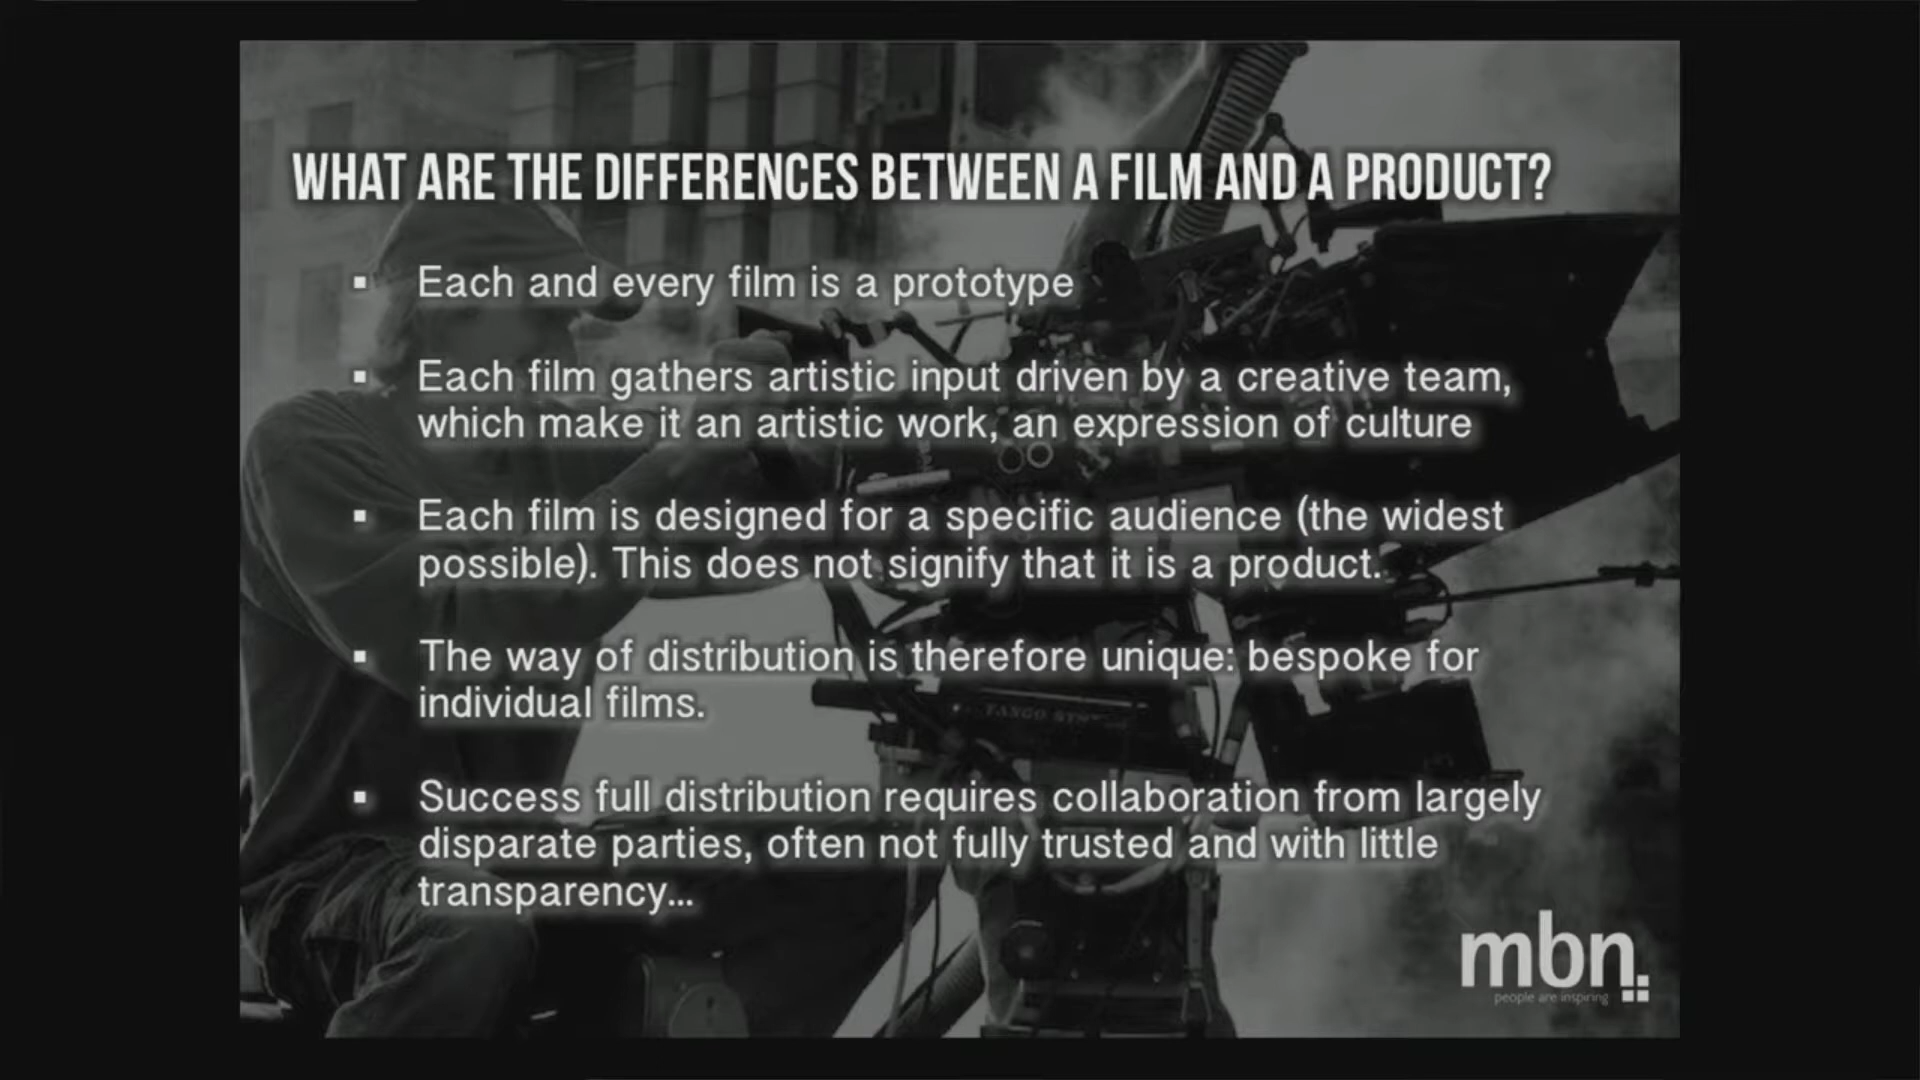 WHAT ARE THE DIFFERENCES BETWEEN A FILM AND A PRODUCT?
▪ Each and every film is a prototype
▪ Each film gathers artistic input driven by a creative team,
which make it an artistic work, an expression of culture
▪ Each film is designed for a specific audience (the widest
possible). This does not signify that it is a product.
▪ The way of distribution is therefore unique: bespoke for
individual films.
▪ Success full distribution requires collaboration from largely
disparate parties, often not fully trusted and with little
transparency...
mbn
people are inspiring